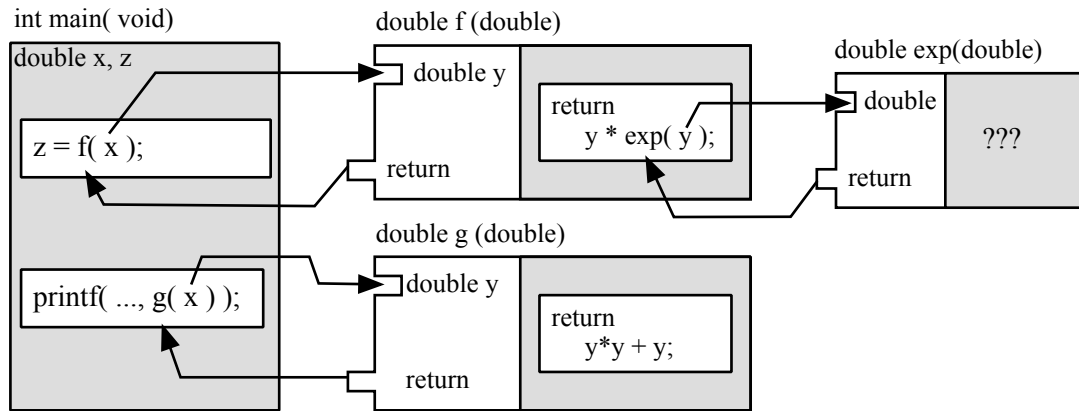 int main( void)
double x, z
z = f( x );
printf( ..., g( x ) );
double f (double)
double y
return
return
y * exp( y );
double exp(double)
double
???
return
double g (double)
double y
return
return
y*y + y;